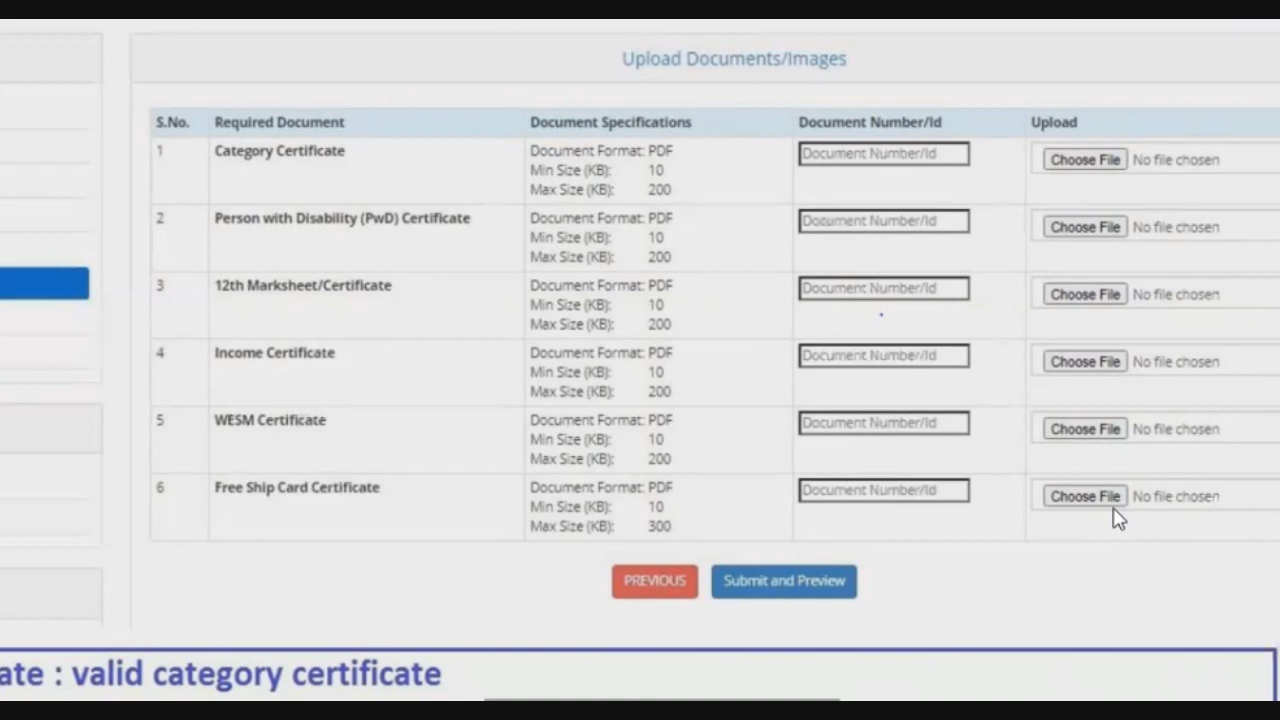 Upload Documents/Images
S.No. Required Document Document Specifications Document Number/Id Upload
1 Category Certificate Document Format: PDF Document Number/Id Choose File No file chosen
Min Size (KB): 10
Max Size (KB): 200
2 Person with Disability (PwD) Certificate Document Format: PDF Document Number/Id Choose File No file chosen
Min Size (KB): 10
Max Size (KB): 200
3 12th Marksheet/Certificate Document Format: PDF Document Number/Id Choose File No file chosen
Min Size (KB): 10
Max Size (KB): 200
4 Income Certificate Document Format: PDF Document Number/Id Choose File No file chosen
Min Size (KB): 10
Max Size (KB): 200
5 WESM Certificate Document Format: PDF Document Number/Id Choose File No file chosen
Min Size (KB): 10
Max Size (KB): 200
6 Free Ship Card Certificate Document Format: PDF Document Number/Id Choose File No file chosen
Min Size (KB): 10
Max Size (KB): 300
PREVIOUS Submit and Preview
ate : valid category certificate